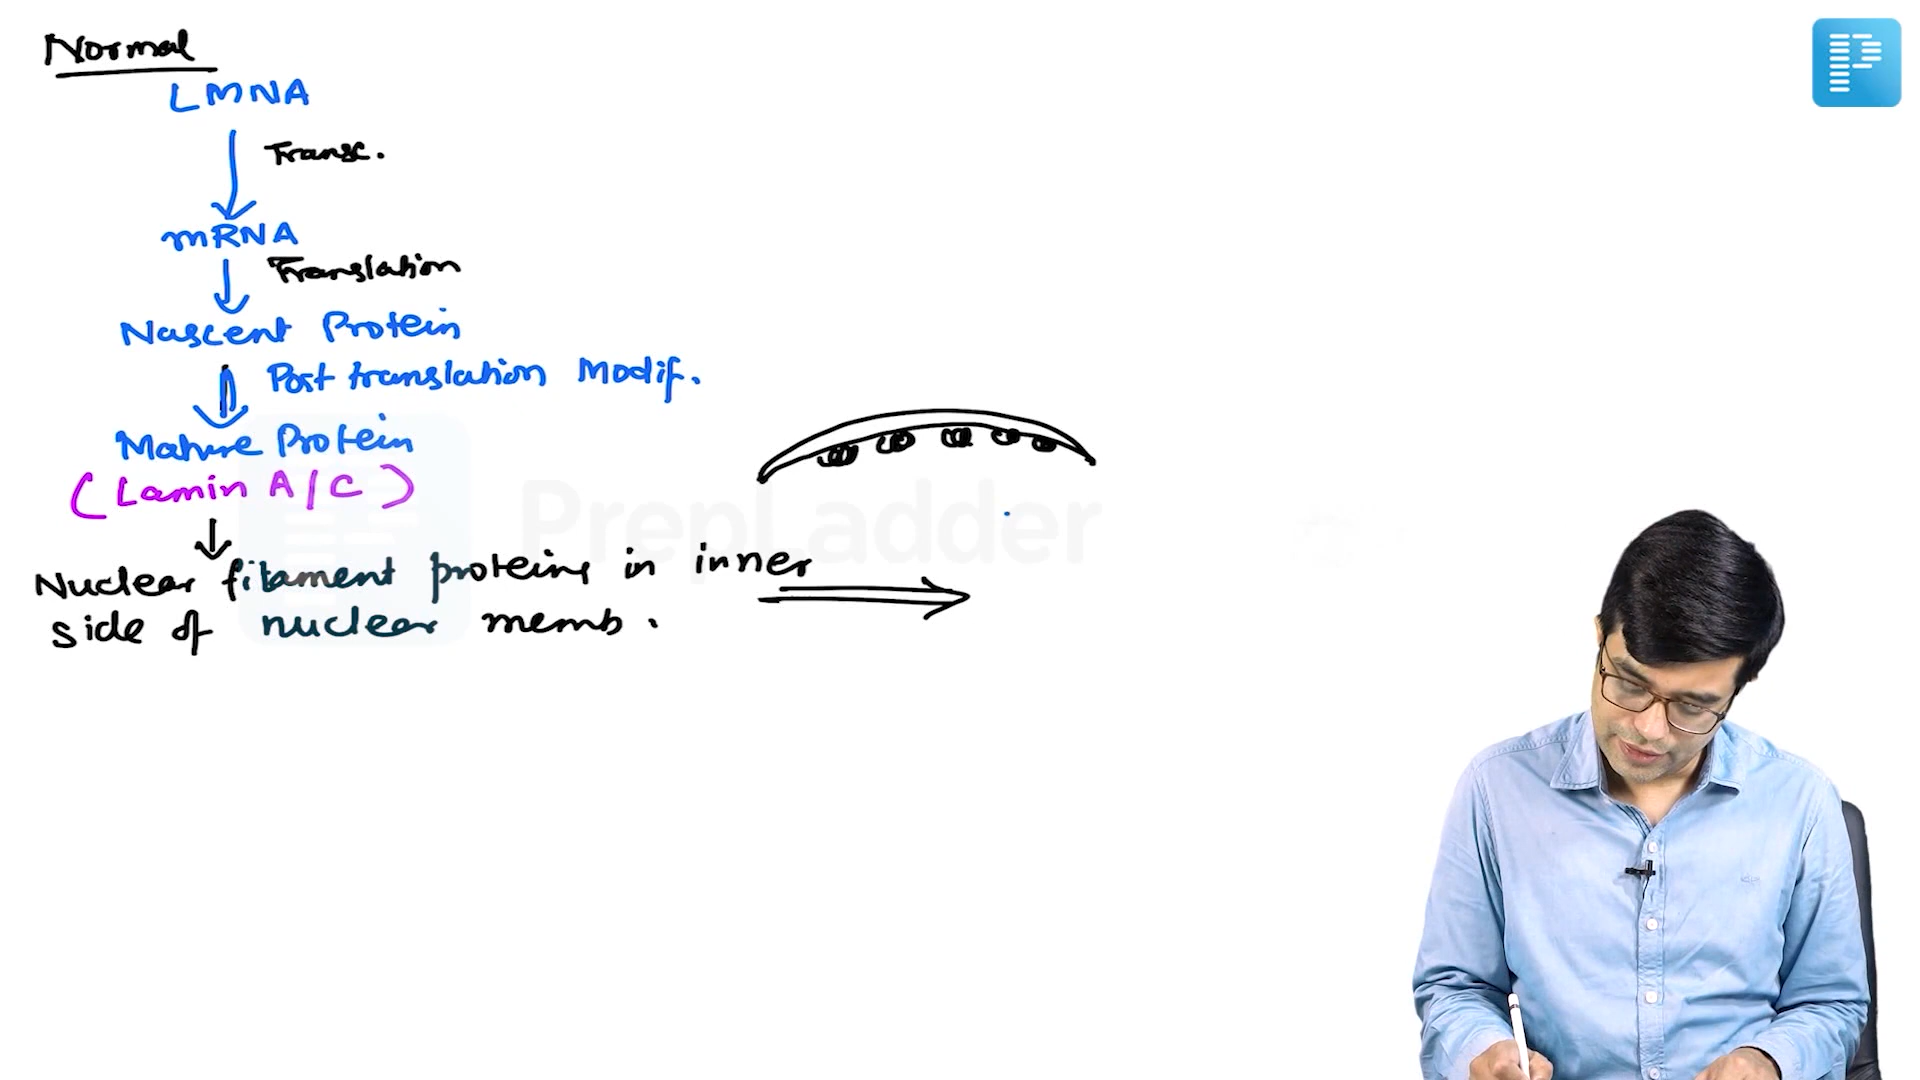 Normal
LMNA
Transc.
mRNA
Translation
Nascent Protein
Post translation Modif.
Mature Protein
(Lamin A/C)
Nuclear filament proteins in inner
side of nuclear memb.
PrepLadder